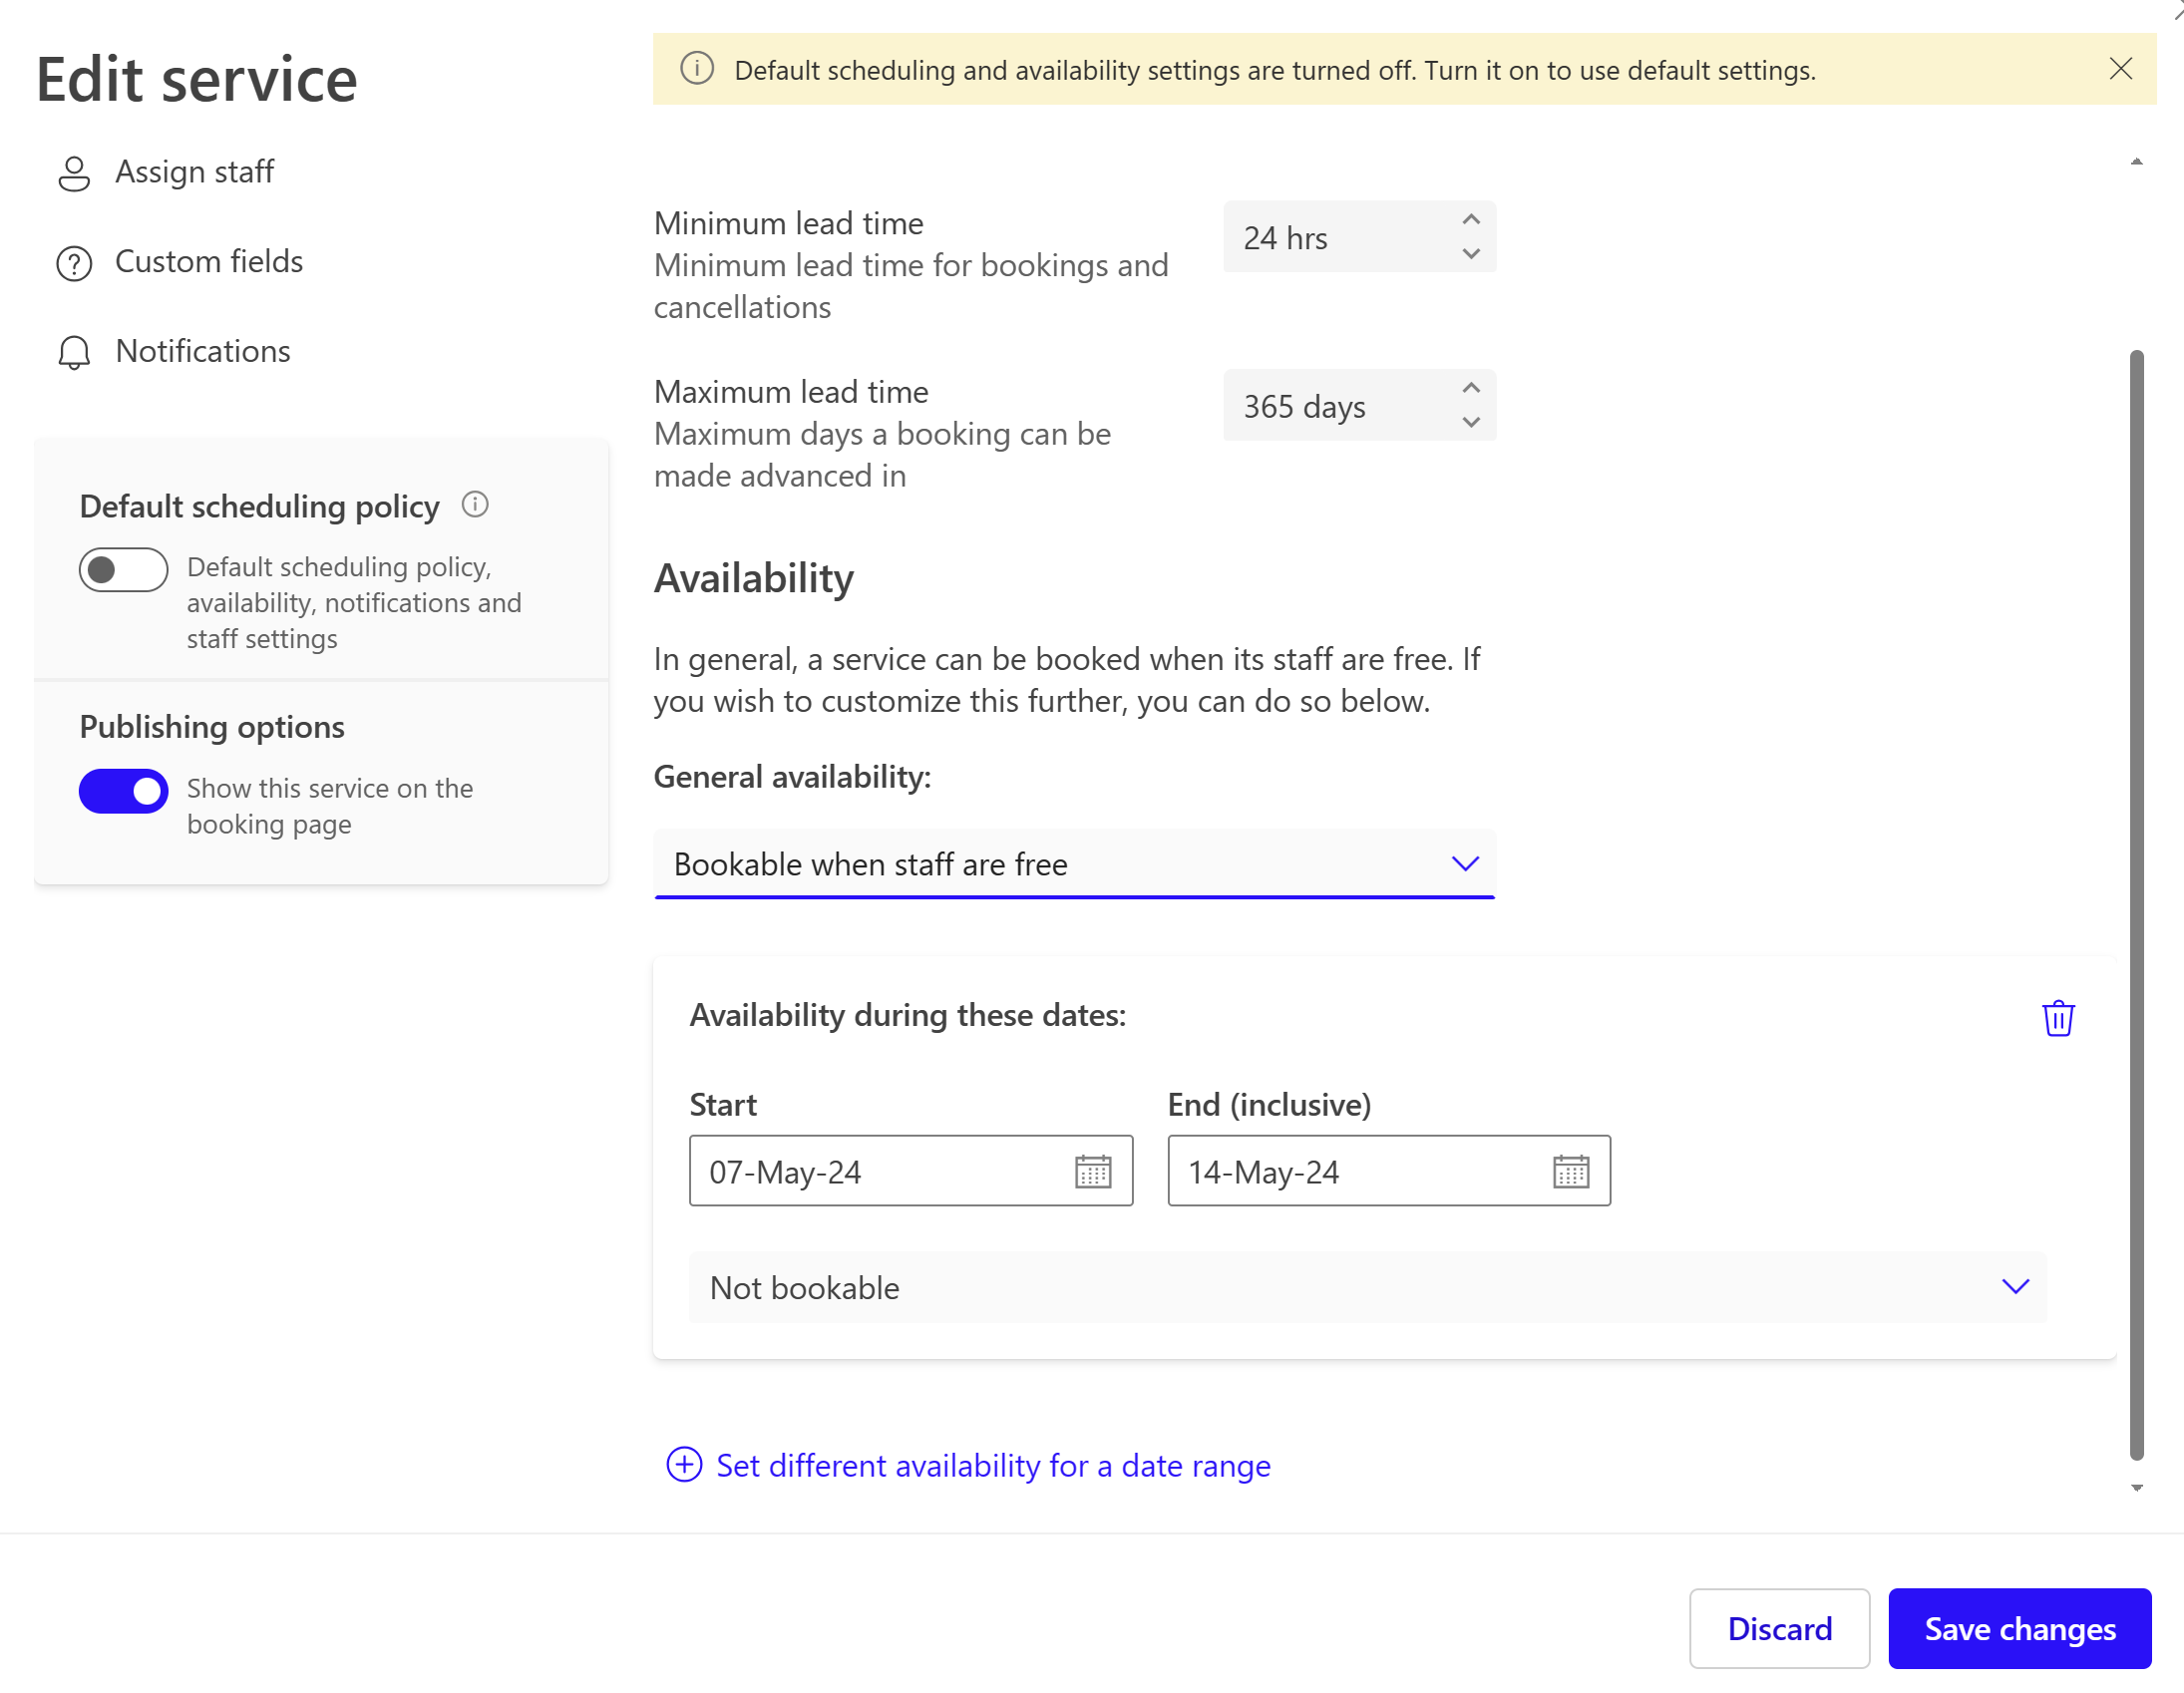 Edit service
Assign staff
Custom fields
Notifications
Default scheduling policy
Default scheduling policy,
availability, notifications and
staff settings
Publishing options
Show this service on the
booking page
Default scheduling and availability settings are turned off. Turn it on to use default settings.
Minimum lead time
Minimum lead time for bookings and
cancellations
24 hrs
Maximum lead time
Maximum days a booking can be
made advanced in
365 days
Availability
In general, a service can be booked when its staff are free. If
you wish to customize this further, you can do so below.
General availability:
Bookable when staff are free
Availability during these dates:
Start
End (inclusive)
07-May-24
14-May-24
Not bookable
Set different availability for a date range
Discard
Save changes